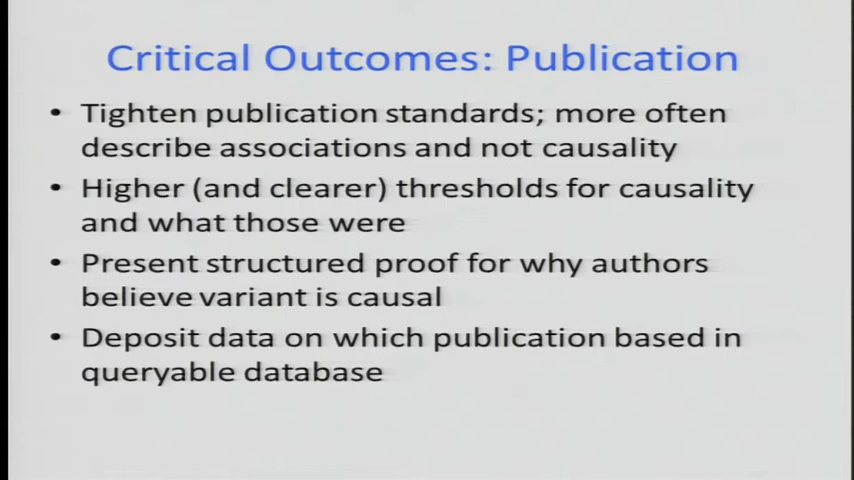 Critical Outcomes: Publication
• Tighten publication standards; more often
describe associations and not causality
• Higher (and clearer) thresholds for causality
and what those were
• Present structured proof for why authors
believe variant is causal
• Deposit data on which publication based in
queryable database